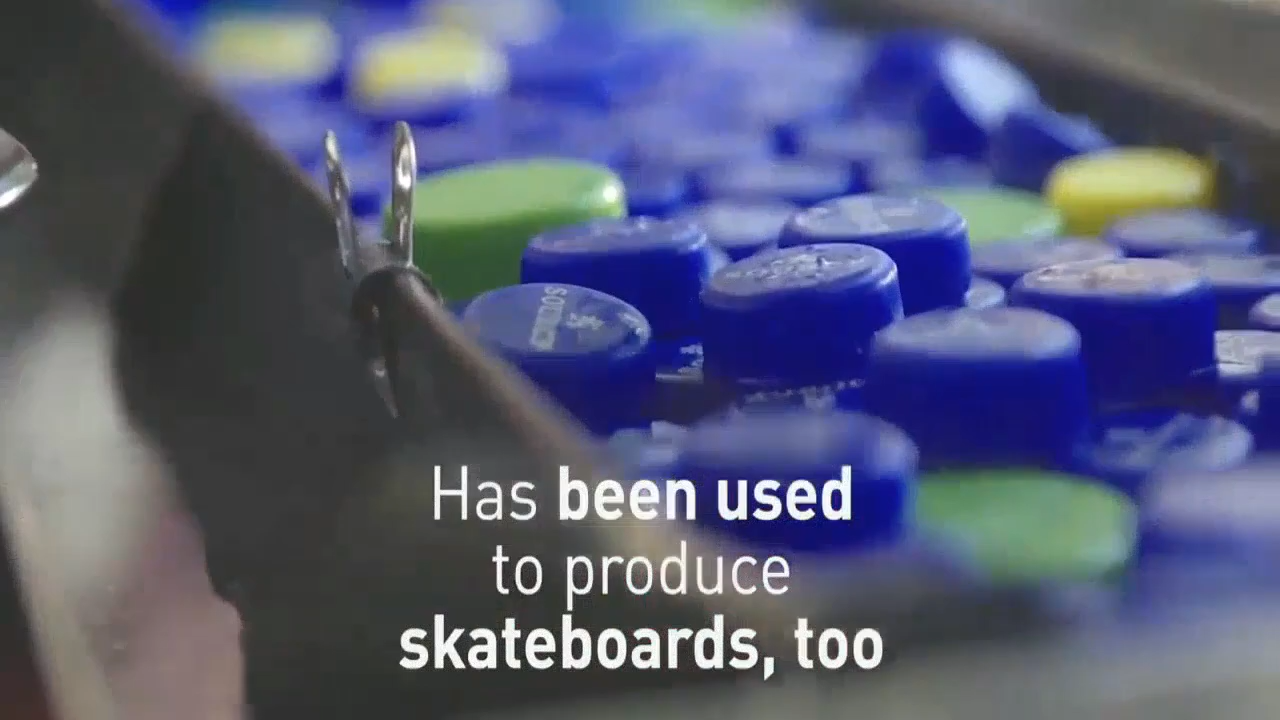 Has been used
to produce
skateboards, too